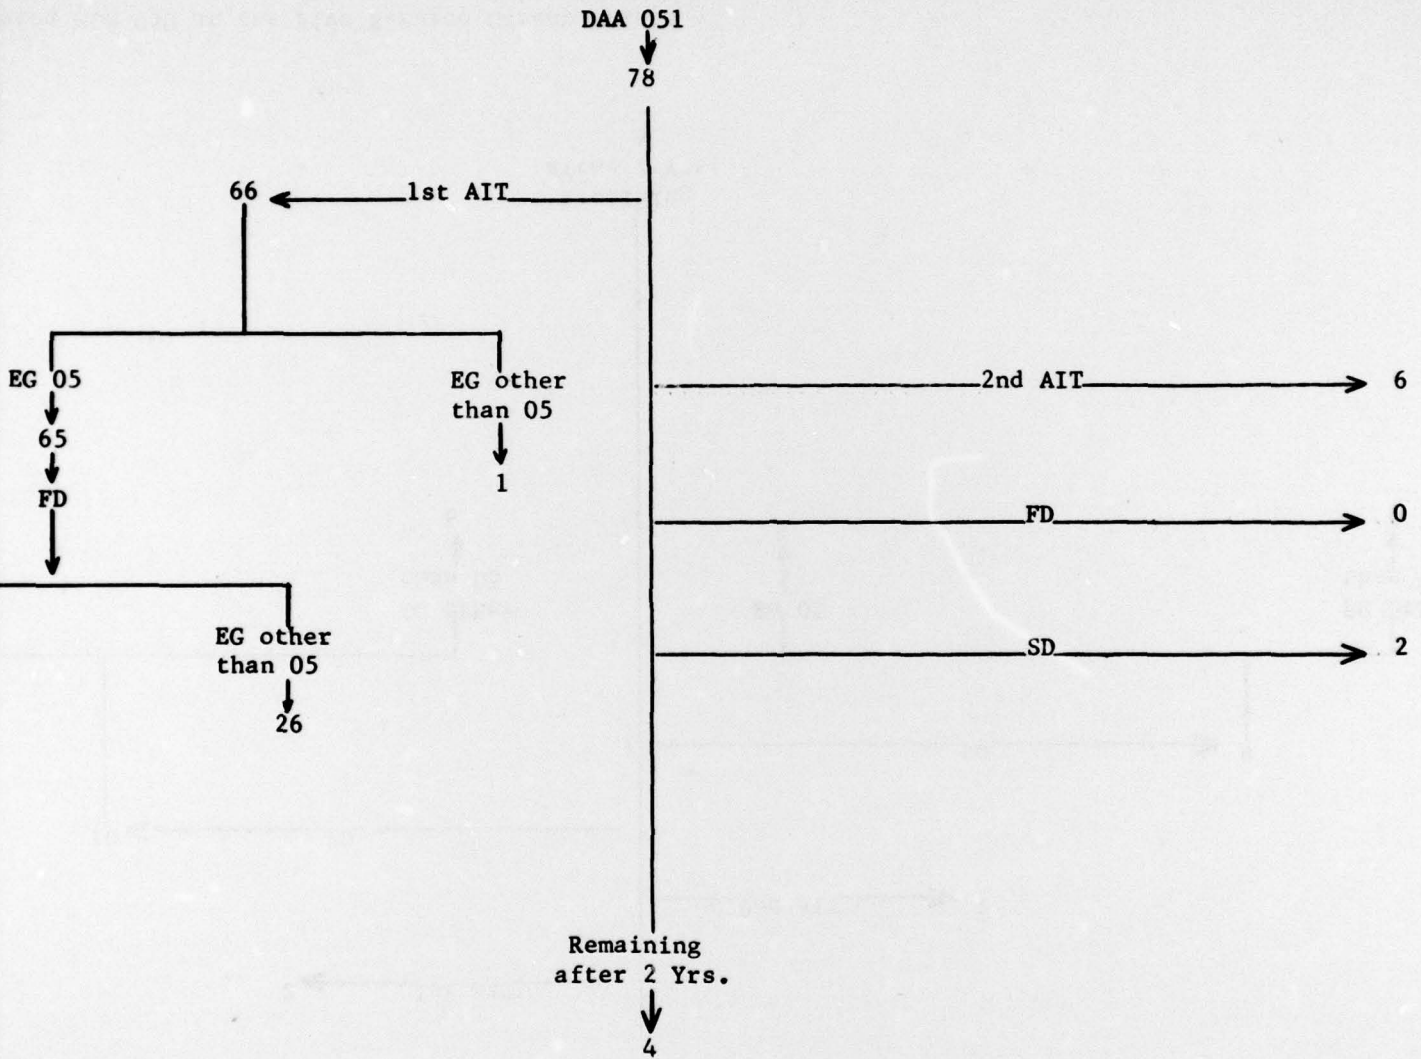 DAA 051
78
66
1st AIT
EG 05
65
FD
EG other
than 05
1
EG other
than 05
26
2nd AIT
6
FD
0
SD
2
Remaining
after 2 Yrs.
4